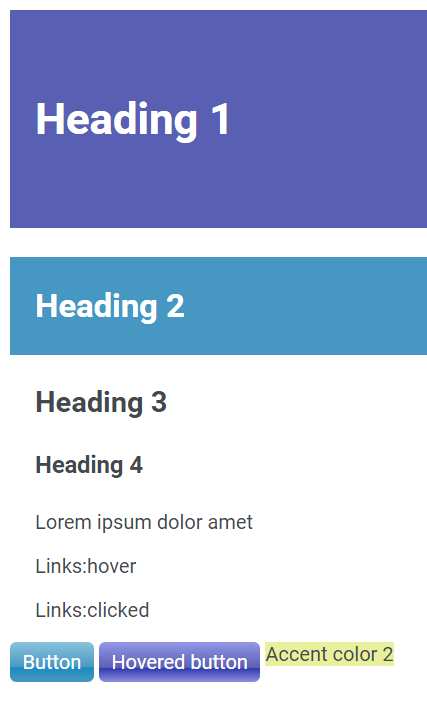 Heading 1
Heading 2
Heading 3
Heading 4
Lorem ipsum dolor amet
Links:hover
Links:clicked
Button Hovered button Accent color 2